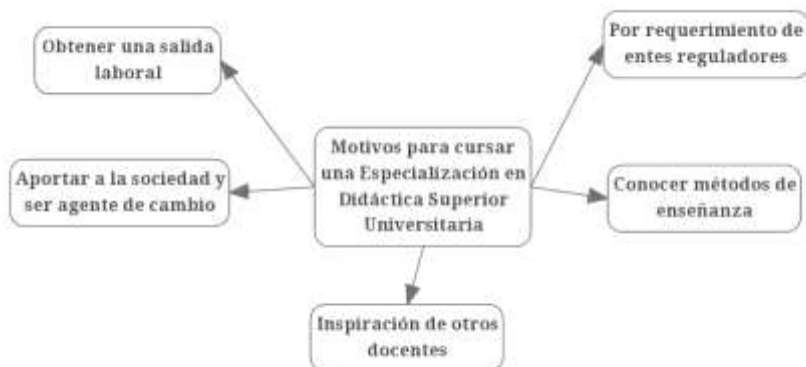 Obtener una salida
laboral
Por requerimiento de
entes reguladores
Motivos para cursar
una Especialización en
Didáctica Superior
Universitaria
Aportar a la sociedad y
ser agente de cambio
Conocer métodos de
enseñanza
Inspiración de otros
docentes